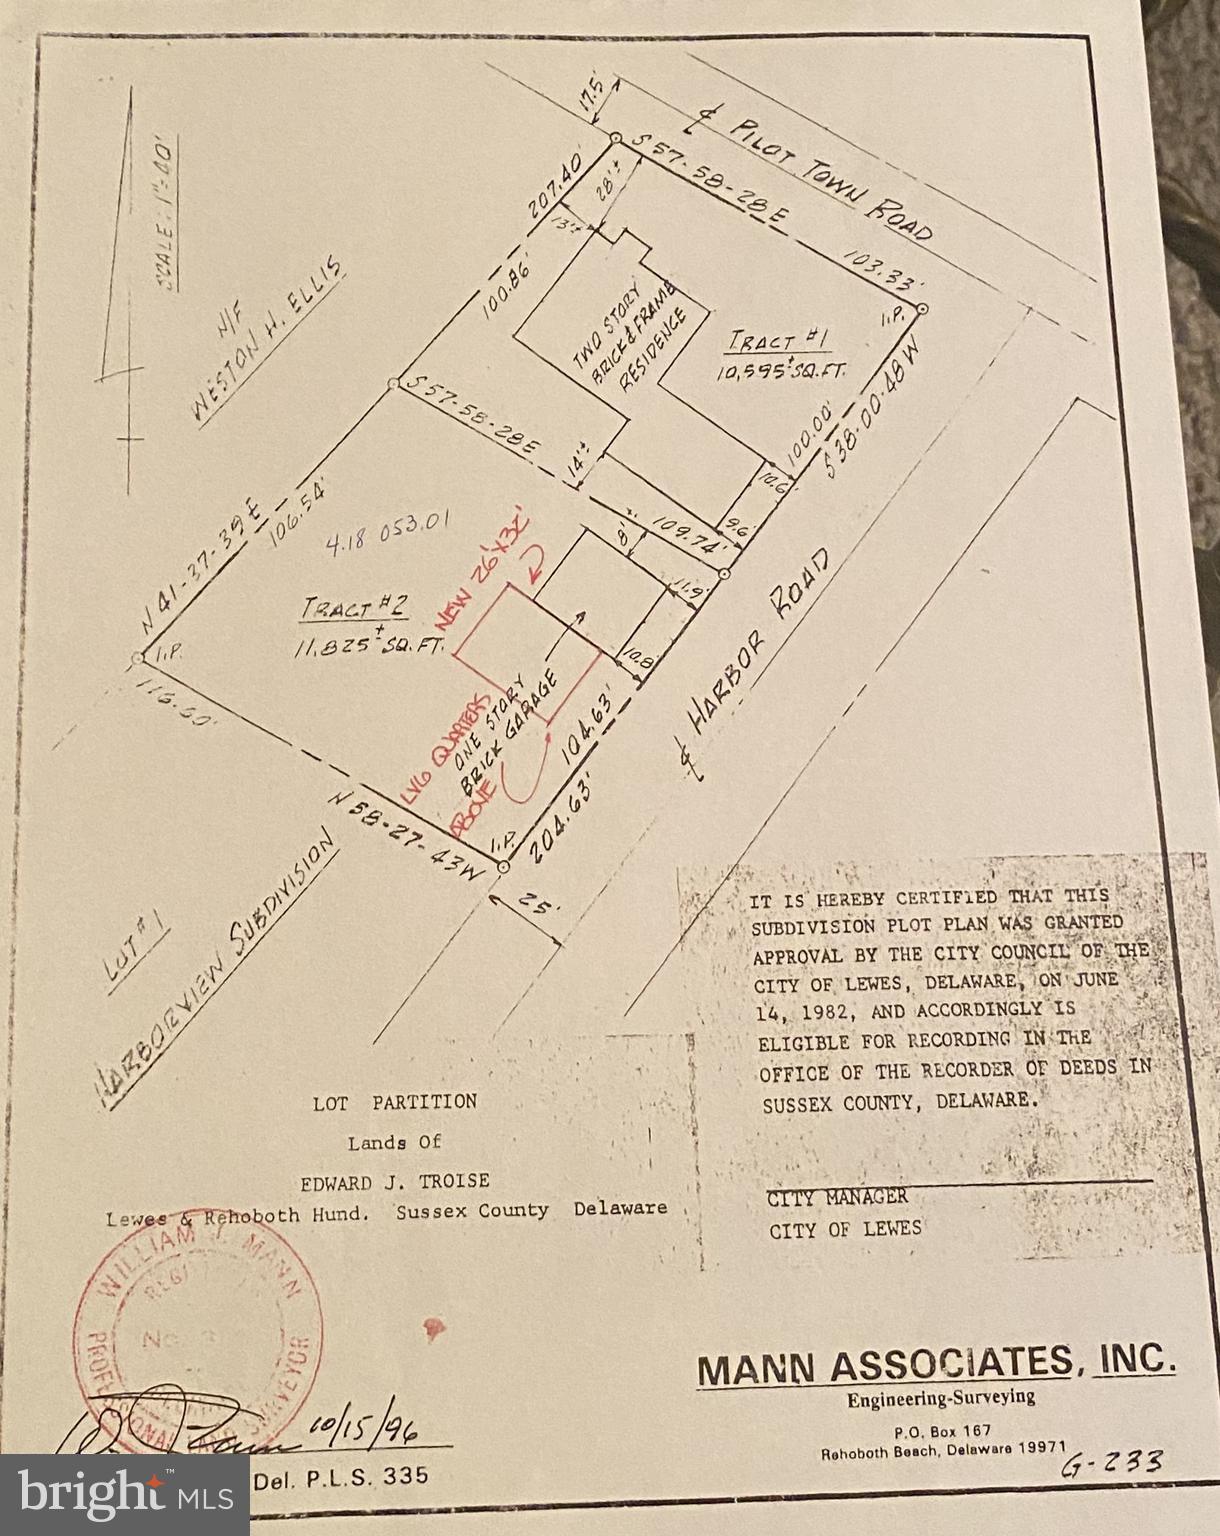 17.5'
℄ PILOT TOWN ROAD
S 57-58-28 E
103.33'
207.40'
28'±
13'±
100.86'
SCALE: 1"=40'
N/F
WESTON H. ELLIS
TWO STORY
BRICK & FRAME
RESIDENCE
TRACT #1
10,595± SQ.FT.
I.P.
S 38-00-48 W
100.00'
S 57-58-28 E
14'±
10.6'
9.6'
109.74'
8'±
N 41-37-39 E
106.54'
4.18 053.01
NEW 26'X32'
TRACT #2
11,825± SQ.FT.
I.P.
11.9'
10.8'
℄ HARBOR ROAD
LVG QUARTERS
ABOVE
ONE STORY
BRICK GARAGE
104.63'
204.63'
N 58-27-43 W
I.P.
25'
LOT #1
HARBORVIEW SUBDIVISION
IT IS HEREBY CERTIFIED THAT THIS
SUBDIVISION PLOT PLAN WAS GRANTED
APPROVAL BY THE CITY COUNCIL OF THE
CITY OF LEWES, DELAWARE, ON JUNE
14, 1982, AND ACCORDINGLY IS
ELIGIBLE FOR RECORDING IN THE
OFFICE OF THE RECORDER OF DEEDS IN
SUSSEX COUNTY, DELAWARE.
CITY MANAGER
CITY OF LEWES
LOT PARTITION
Lands Of
EDWARD J. TROISE
Lewes & Rehoboth Hund. Sussex County Delaware
WILLIAM J. MANN
PROFESSIONAL LAND SURVEYOR
10/15/96
Del. P.L.S. 335
MANN ASSOCIATES, INC.
Engineering-Surveying
P.O. Box 167
Rehoboth Beach, Delaware 19971
G-233
bright™ MLS